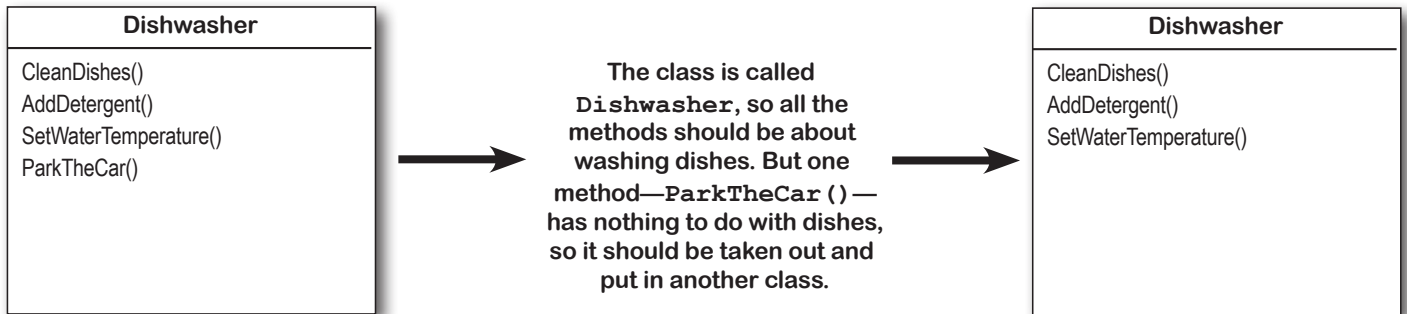 Dishwasher
CleanDishes()
AddDetergent()
SetWaterTemperature()
ParkTheCar()
The class is called
Dishwasher, so all the
methods should be about
washing dishes. But one
method—ParkTheCar()—
has nothing to do with dishes,
so it should be taken out and
put in another class.
Dishwasher
CleanDishes()
AddDetergent()
SetWaterTemperature()